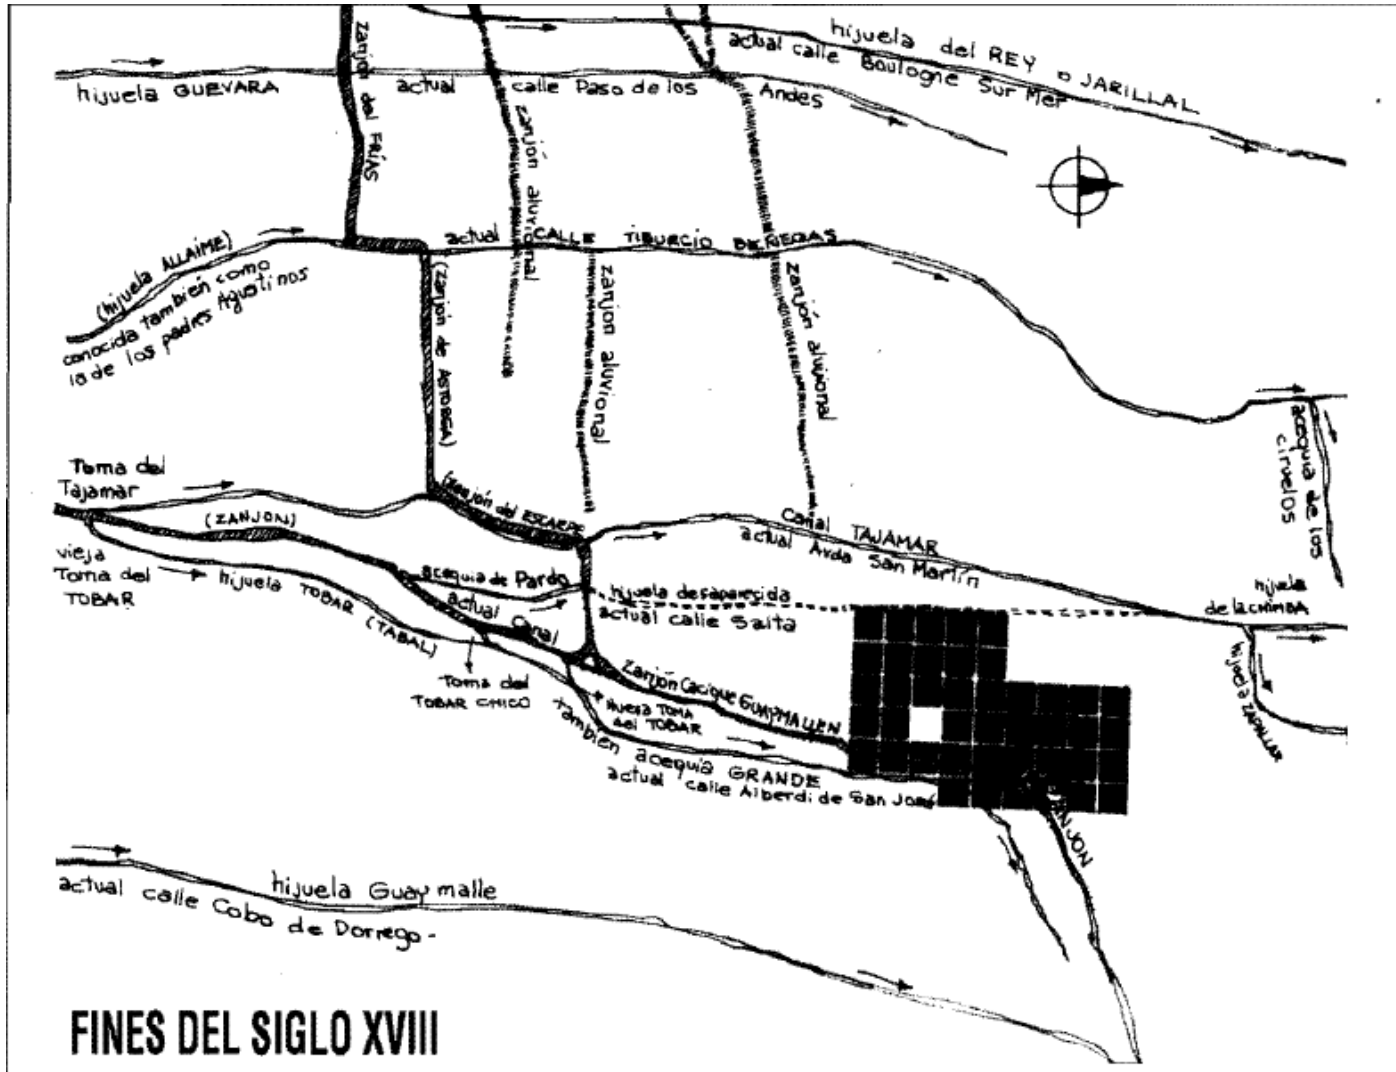 hijuela del REY o JARILLAL
actual calle Boulogne Sur Mer
hijuela GUEVARA
actual calle Paso de los Andes
zanjon del FRÍAS
zanjón aluvional
actual CALLE TIBURCIO BENEGAS
(hijuela ALLAIME)
conocida también como
la de los padres Agustinos
(zanjon de ASTORGA)
zanjon aluvional
zanjón aluvional
acequia de los
ciruelos
Toma del
Tajamar
(ZANJON)
(zanjón del ESCARPE)
Canal TAJAMAR
actual Avda San Martín
vieja
Toma del
TOBAR
hijuela TOBAR
(TABAL)
acequia de Pardo
actual Canal
hijuela desaparecida
actual calle Salta
hijuela
de la CHIMBA
hijuela ZAPALLAR
Toma del
TOBAR CHICO
Zanjón Cacique GUAYMALLEN
Nueva TOMA
del TOBAR
también acequia GRANDE
actual calle Alberdi de San José
ZANJON
hijuela Guaymalle
actual calle Cobo de Dorrego-
FINES DEL SIGLO XVIII